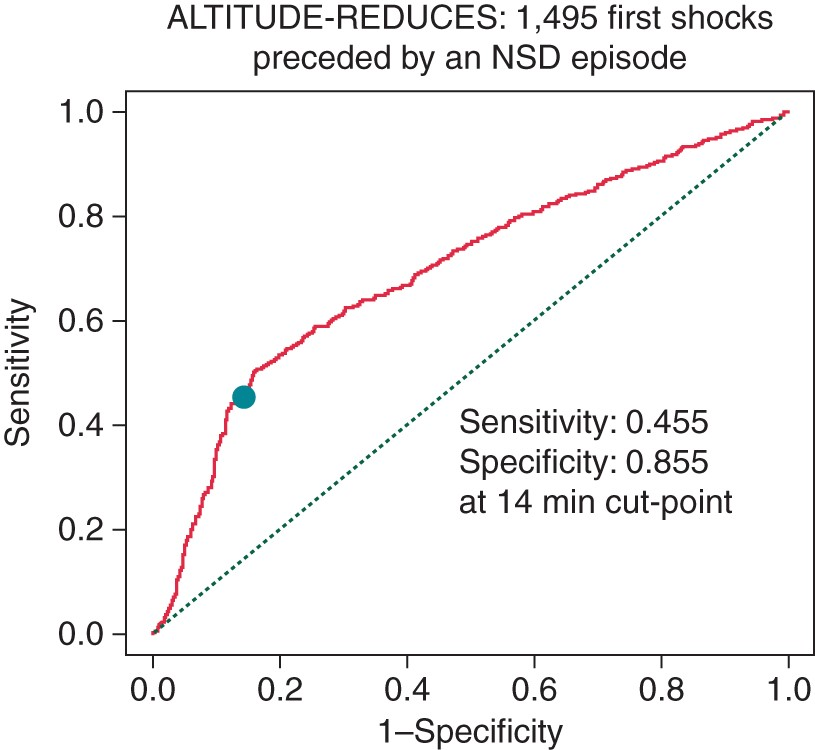 ALTITUDE-REDUCES: 1,495 first shocks
preceded by an NSD episode
1.0
0.8
0.6
0.4
0.2
0.0
Sensitivity
Sensitivity: 0.455
Specificity: 0.855
at 14 min cut-point
0.0 0.2 0.4 0.6 0.8 1.0
1–Specificity